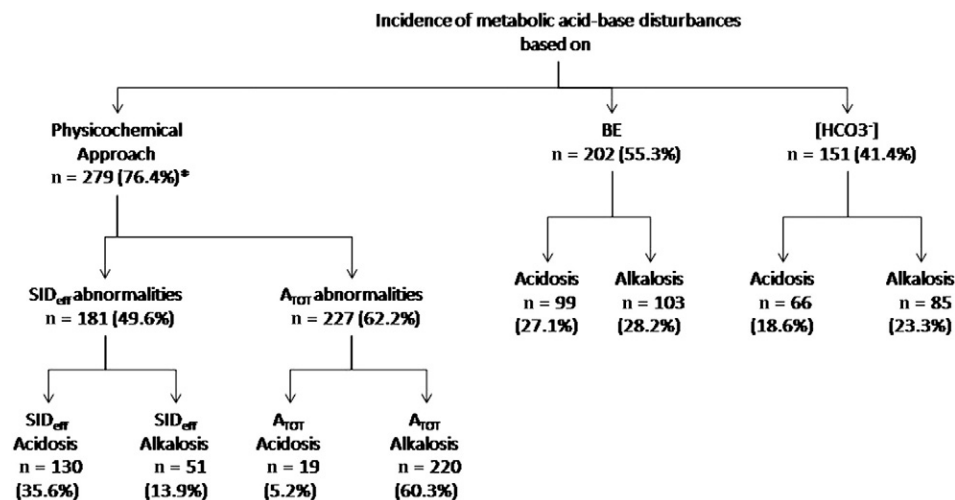 Incidence of metabolic acid-base disturbances
based on
Physicochemical
Approach
n = 279 (76.4%)*
BE
n = 202 (55.3%)
[HCO3-]
n = 151 (41.4%)
SIDeff abnormalities
n = 181 (49.6%)
ATOT abnormalities
n = 227 (62.2%)
Acidosis
n = 99
(27.1%)
Alkalosis
n = 103
(28.2%)
Acidosis
n = 66
(18.6%)
Alkalosis
n = 85
(23.3%)
SIDeff
Acidosis
n = 130
(35.6%)
SIDeff
Alkalosis
n = 51
(13.9%)
ATOT
Acidosis
n = 19
(5.2%)
ATOT
Alkalosis
n = 220
(60.3%)